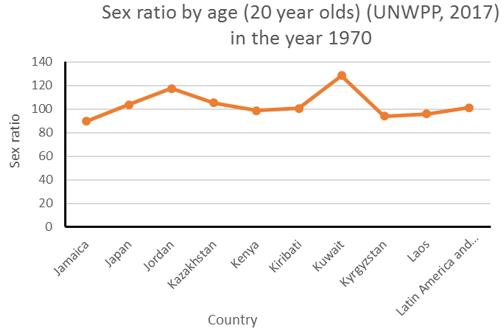 Sex ratio by age (20 year olds) (UNWPP, 2017)
in the year 1970
Sex ratio
140
120
100
80
60
40
20
0
Jamaica
Japan
Jordan
Kazakhstan
Kenya
Kiribati
Kuwait
Kyrgyzstan
Laos
Latin America and...
Country